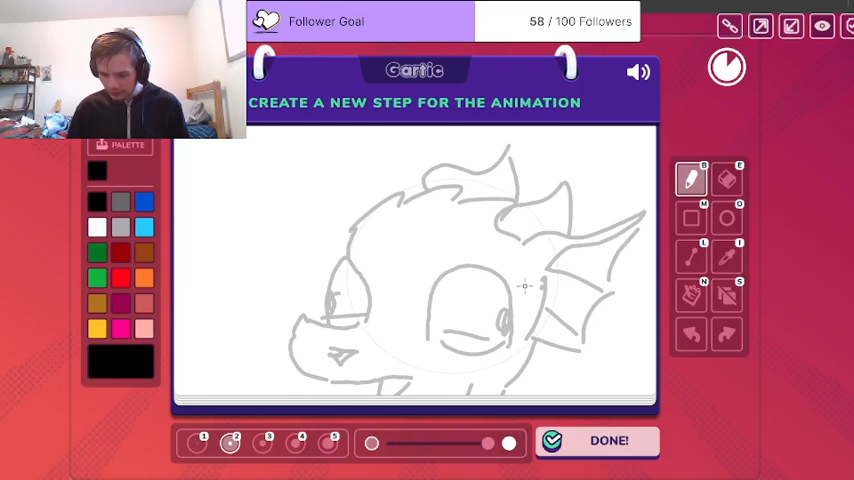 Follower Goal
58 / 100 Followers
Gartic
CREATE A NEW STEP FOR THE ANIMATION
PALETTE
B
E
M
O
L
I
N
S
1
2
3
4
5
DONE!